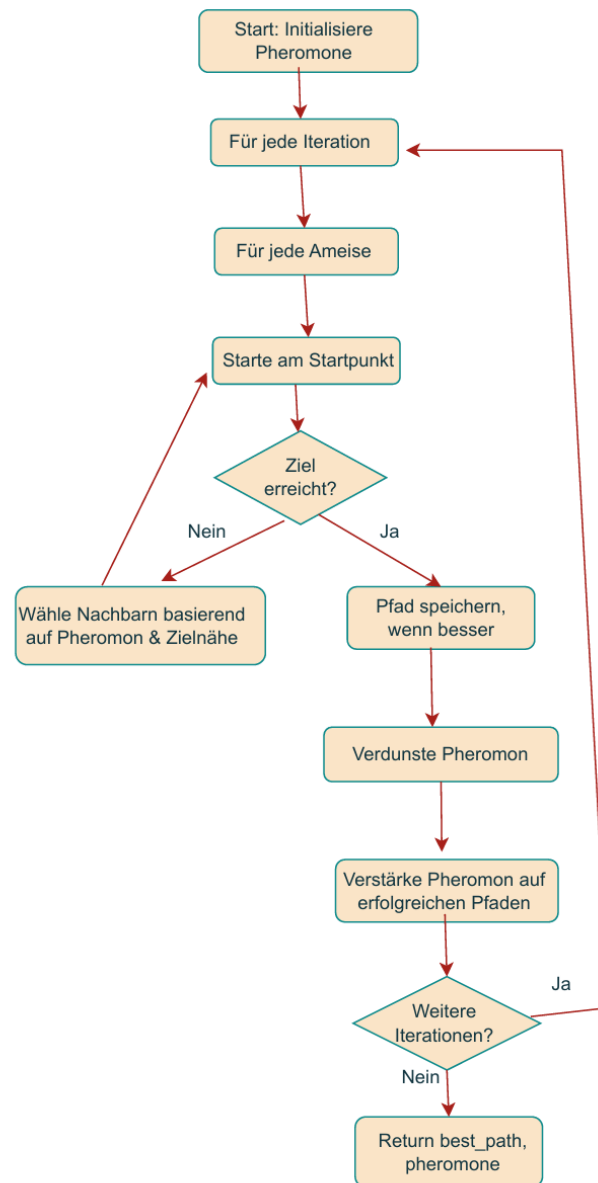 Start: Initialisiere
Pheromone
Für jede Iteration
Für jede Ameise
Starte am Startpunkt
Ziel
erreicht?
Nein
Ja
Wähle Nachbarn basierend
auf Pheromon & Zielnähe
Pfad speichern,
wenn besser
Verdunste Pheromon
Verstärke Pheromon auf
erfolgreichen Pfaden
Weitere
Iterationen?
Ja
Nein
Return best_path,
pheromone